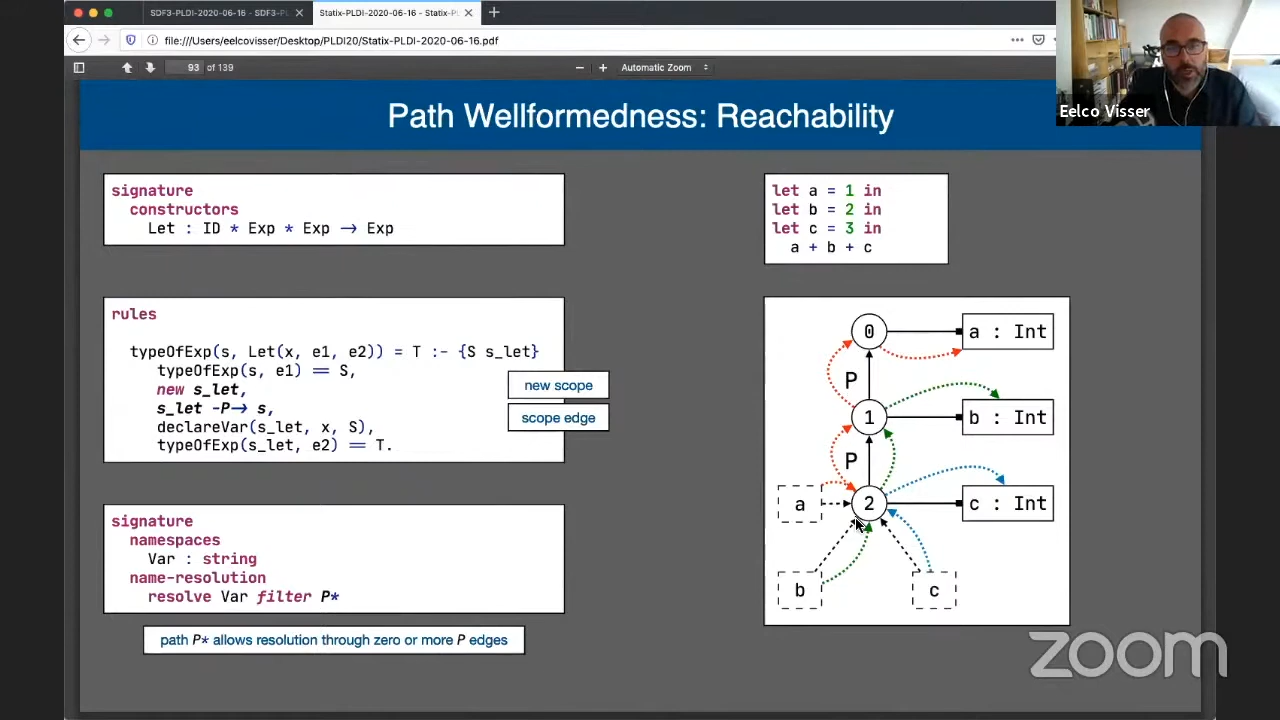 SDF3-PLDI-2020-06-16 - SDF3-P
Statix-PLDI-2020-06-16 - Statix-P
file:///Users/eelcovisser/Desktop/PLDI20/Statix-PLDI-2020-06-16.pdf
93 of 139
Automatic Zoom
Eelco Visser
Path Wellformedness: Reachability
signature
constructors
Let : ID * Exp * Exp → Exp
rules
typeOfExp(s, Let(x, e1, e2)) = T :- {S s_let}
typeOfExp(s, e1) == S,
new s_let,
s_let -P→ s,
declareVar(s_let, x, S),
typeOfExp(s_let, e2) == T.
new scope
scope edge
signature
namespaces
Var : string
name-resolution
resolve Var filter P*
path P* allows resolution through zero or more P edges
let a = 1 in
let b = 2 in
let c = 3 in
a + b + c
0
a : Int
P
1
b : Int
P
a
2
c : Int
b
c
zoom